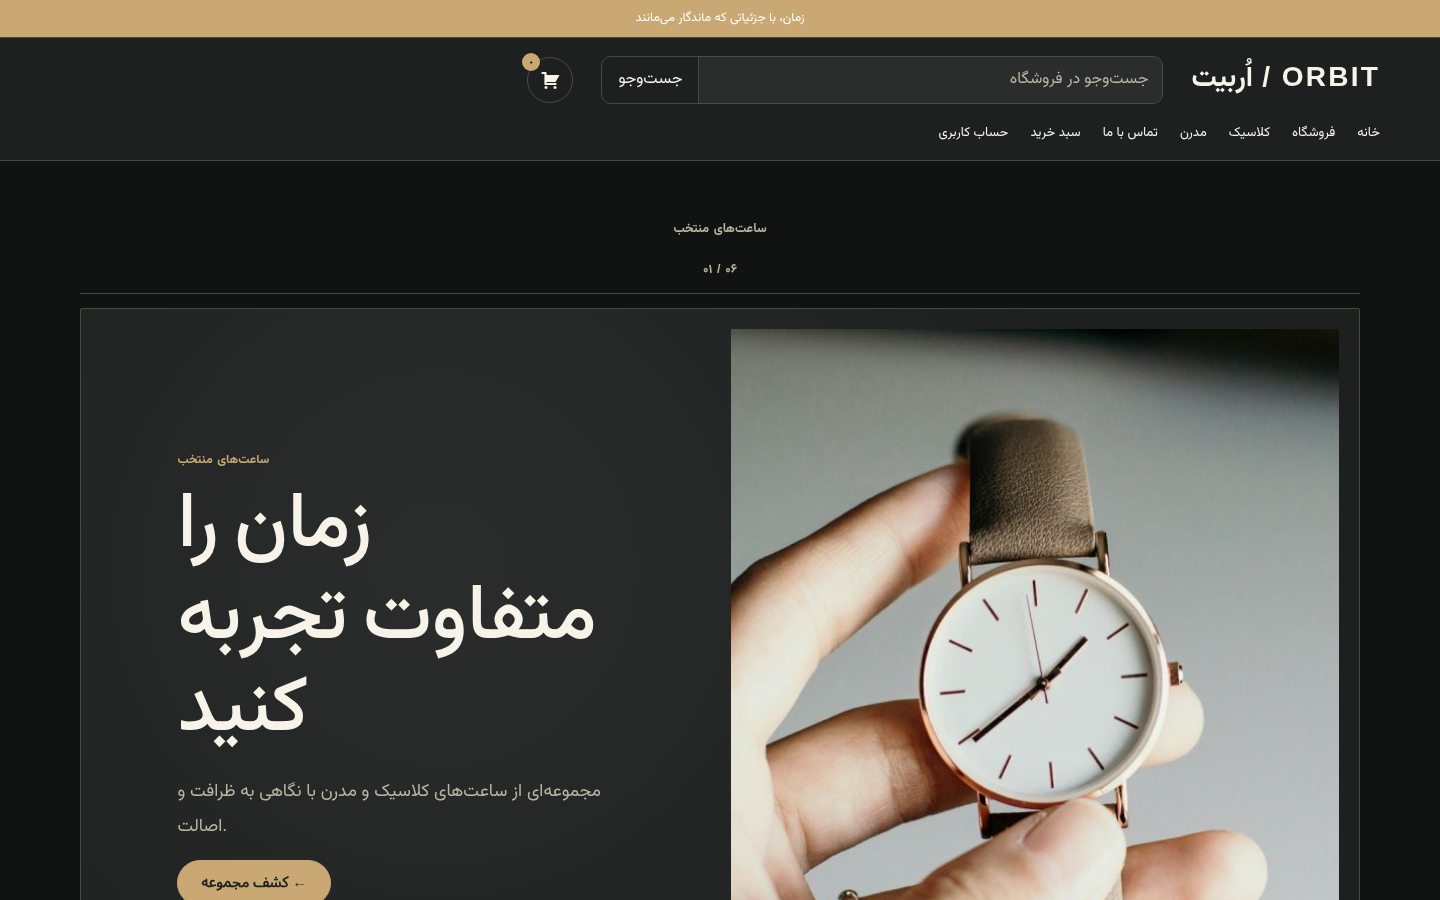 زمان، با جزئیاتی که ماندگار می‌مانند
اُربیت / ORBIT
جست‌وجو در فروشگاه
جست‌وجو
۰
خانه
فروشگاه
کلاسیک
مدرن
تماس با ما
سبد خرید
حساب کاربری
ساعت‌های منتخب
۰۱ / ۰۶
ساعت‌های منتخب
زمان را
متفاوت تجربه
کنید
مجموعه‌ای از ساعت‌های کلاسیک و مدرن با نگاهی به ظرافت و
اصالت.
کشف مجموعه ←